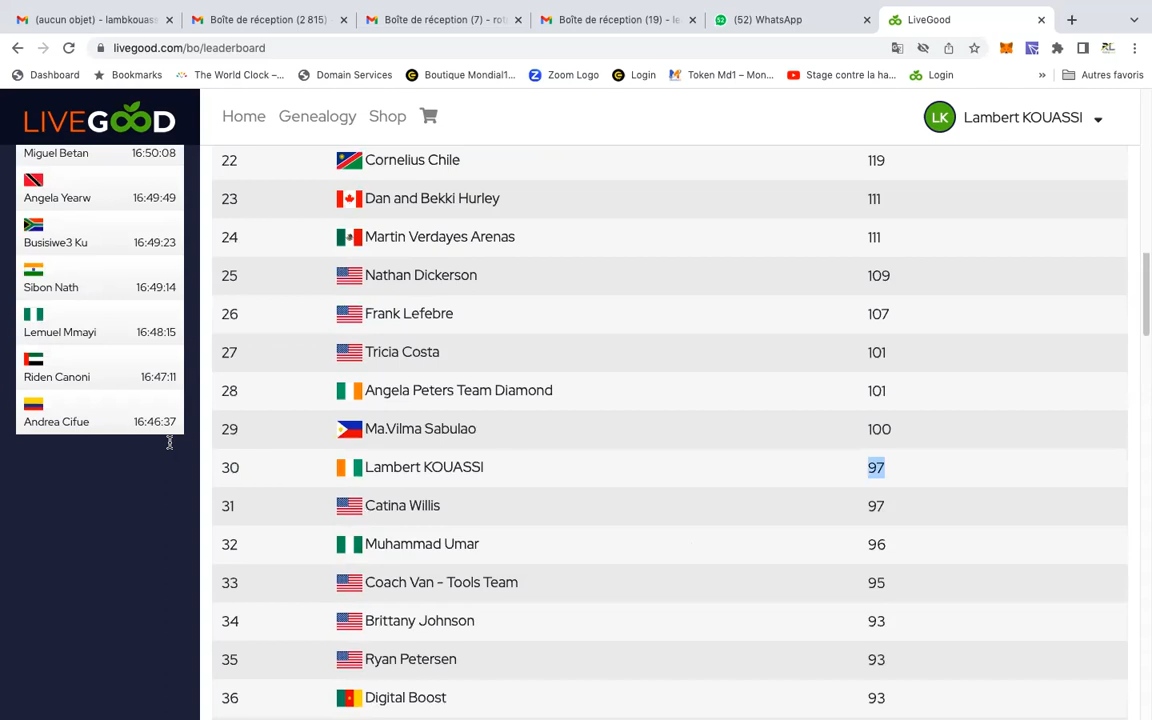 (aucun objet) - lambkouass
Boîte de réception (2 815)
Boîte de réception (7) - rot
Boîte de réception (19) - le
(52) WhatsApp
LiveGood
livegood.com/bo/leaderboard
Dashboard
Bookmarks
The World Clock –...
Domain Services
Boutique Mondial1...
Zoom Logo
Login
Token Md1 – Mon...
Stage contre la ha...
Login
»
Autres favoris
LIVEGOOD
Home
Genealogy
Shop
LK
Lambert KOUASSI
Miguel Betan 16:50:08
Angela Yearw 16:49:49
Busisiwe3 Ku 16:49:23
Sibon Nath 16:49:14
Lemuel Mmayi 16:48:15
Riden Canoni 16:47:11
Andrea Cifue 16:46:37
22 Cornelius Chile 119
23 Dan and Bekki Hurley 111
24 Martin Verdayes Arenas 111
25 Nathan Dickerson 109
26 Frank Lefebre 107
27 Tricia Costa 101
28 Angela Peters Team Diamond 101
29 Ma.Vilma Sabulao 100
30 Lambert KOUASSI 97
31 Catina Willis 97
32 Muhammad Umar 96
33 Coach Van - Tools Team 95
34 Brittany Johnson 93
35 Ryan Petersen 93
36 Digital Boost 93